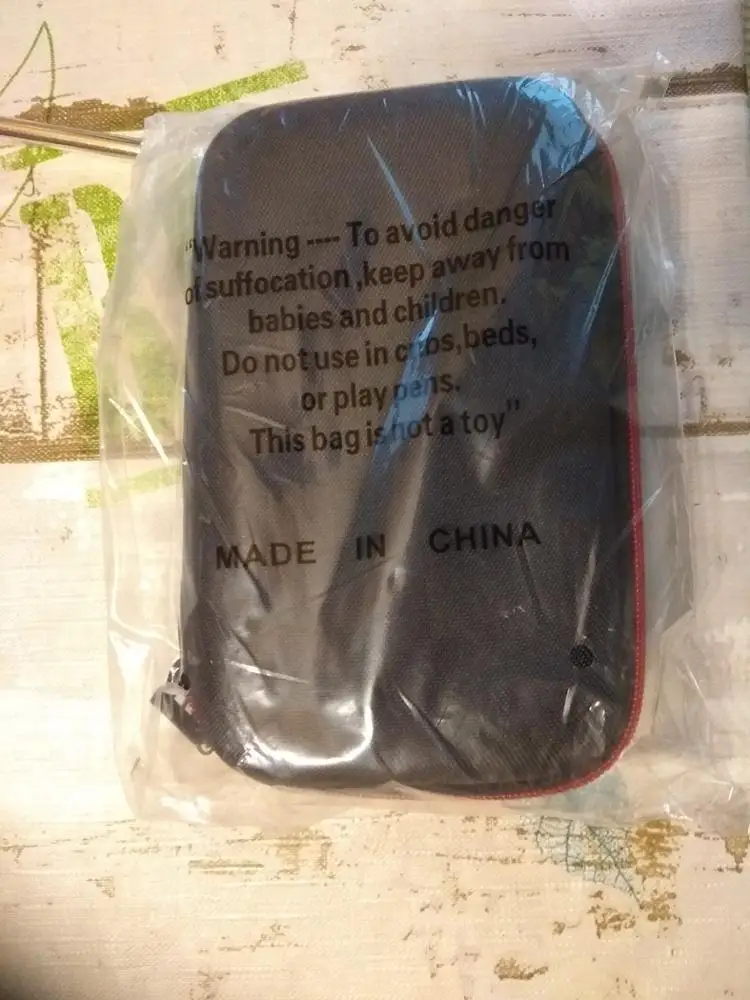 “Warning ---- To avoid danger
of suffocation ,keep away from
babies and children.
Do not use in cribs,beds,
or play pens.
This bag is not a toy”
MADE IN CHINA